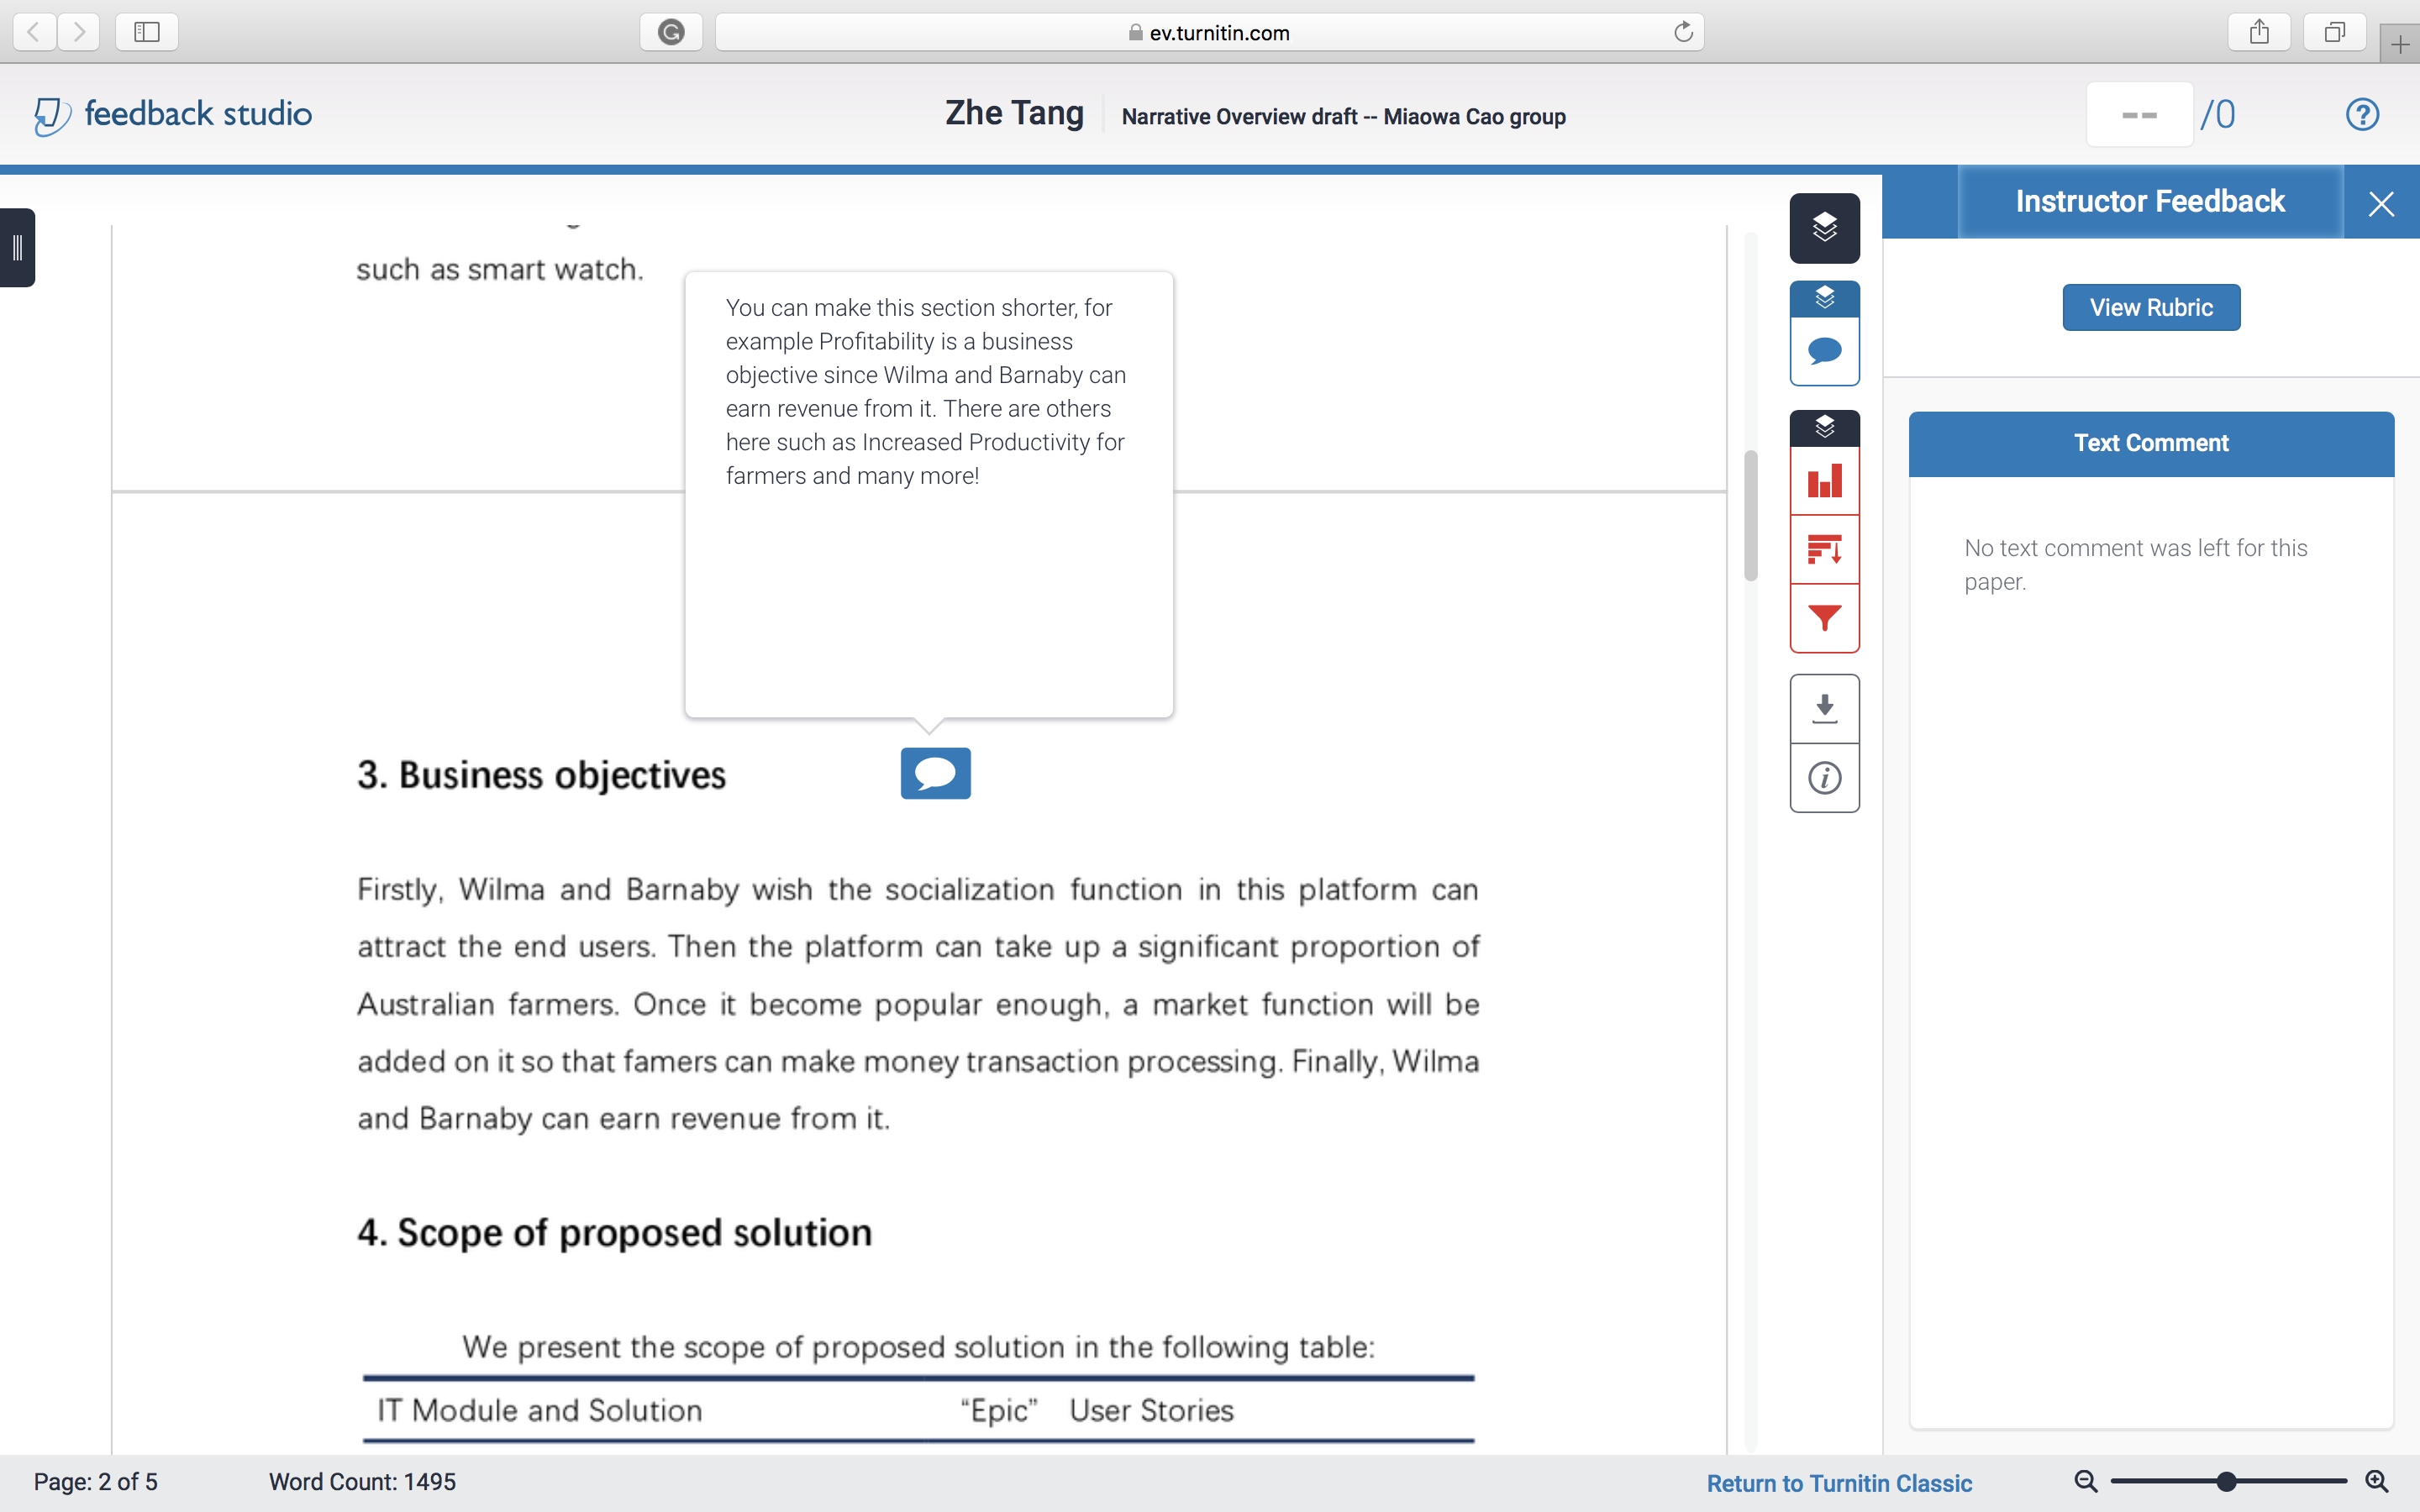 ev.turnitin.com
feedback studio
Zhe Tang
Narrative Overview draft -- Miaowa Cao group
-- /0
Instructor Feedback
View Rubric
Text Comment
No text comment was left for this
paper.
such as smart watch.
You can make this section shorter, for
example Profitability is a business
objective since Wilma and Barnaby can
earn revenue from it. There are others
here such as Increased Productivity for
farmers and many more!
3. Business objectives
Firstly, Wilma and Barnaby wish the socialization function in this platform can
attract the end users. Then the platform can take up a significant proportion of
Australian farmers. Once it become popular enough, a market function will be
added on it so that famers can make money transaction processing. Finally, Wilma
and Barnaby can earn revenue from it.
4. Scope of proposed solution
We present the scope of proposed solution in the following table:
IT Module and Solution “Epic” User Stories
Page: 2 of 5
Word Count: 1495
Return to Turnitin Classic